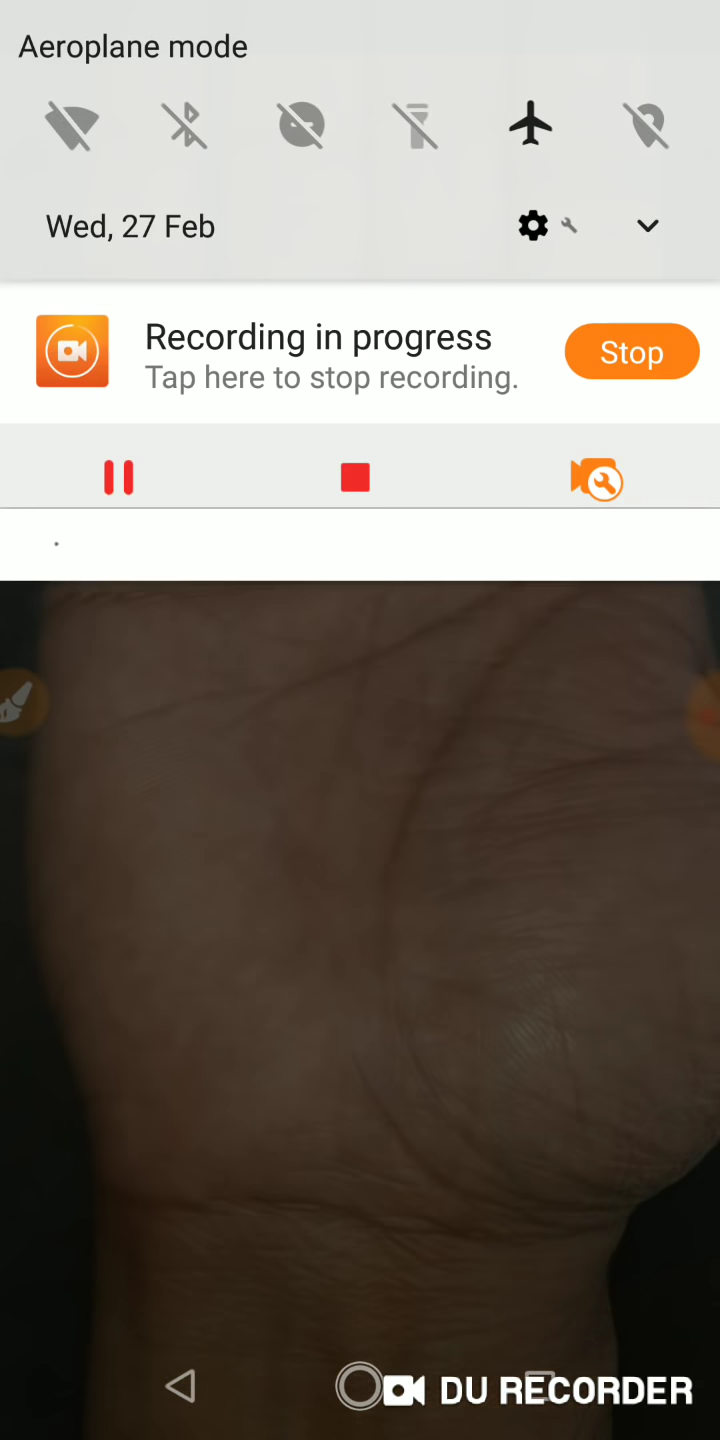 Aeroplane mode
Wed, 27 Feb
Recording in progress
Tap here to stop recording.
Stop
DU RECORDER